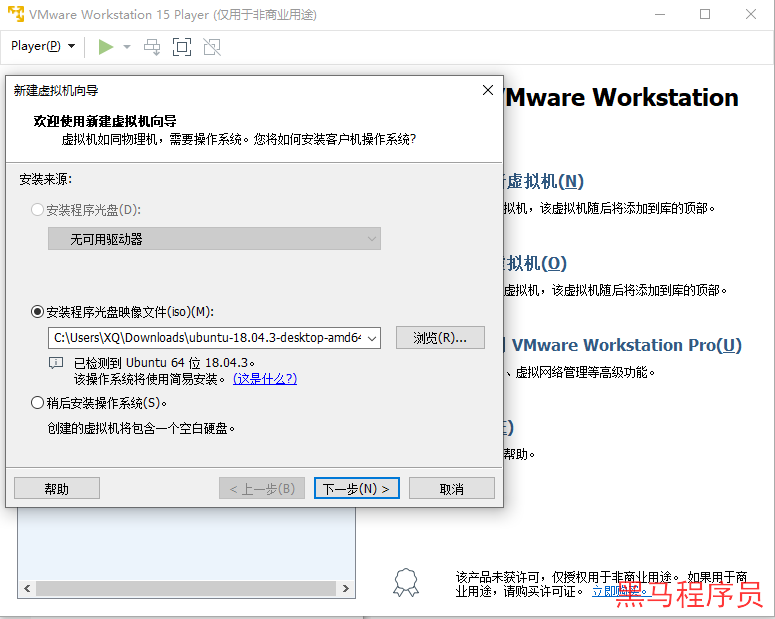 VMware Workstation 15 Player (仅用于非商业用途)
Player(P)
新建虚拟机向导
欢迎使用新建虚拟机向导
虚拟机如同物理机，需要操作系统。您将如何安装客户机操作系统?
安装来源:
安装程序光盘(D):
无可用驱动器
安装程序光盘映像文件(iso)(M):
C:\Users\XQ\Downloads\ubuntu-18.04.3-desktop-amd64
浏览(R)...
已检测到 Ubuntu 64 位 18.04.3。
该操作系统将使用简易安装。(这是什么?)
稍后安装操作系统(S)。
创建的虚拟机将包含一个空白硬盘。
帮助
< 上一步(B)
下一步(N) >
取消
VMware Workstation
虚拟机(N)
拟机，该虚拟机随后将添加到库的顶部。
拟机(O)
虚拟机，该虚拟机随后将添加到库的顶部。
VMware Workstation Pro(U)
、虚拟网络管理等高级功能。
帮助。
该产品未获许可，仅授权用于非商业用途。如果用于商
业用途，请购买许可证。立即购买。
黑马程序员